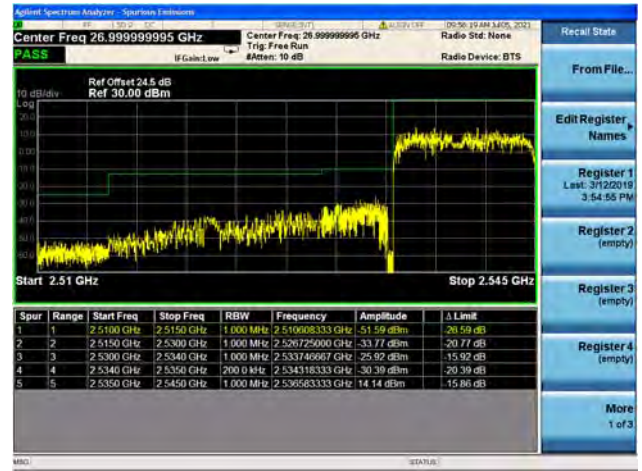 Agilent Spectrum Analyzer - Spurious Emissions
Center Freq 26.999999995 GHz
Center Freq: 26.999999995 GHz
Radio Std: None
Trig: Free Run
PASS
IFGain:Low
#Atten: 10 dB
Radio Device: BTS
Ref Offset 24.5 dB
10 dB/div
Ref 30.00 dBm
Log
Start 2.51 GHz
Stop 2.545 GHz
Spur Range Start Freq Stop Freq RBW Frequency Amplitude Δ Limit
1 1 2.5100 GHz 2.5150 GHz 1.000 MHz 2.510608333 GHz -51.59 dBm -26.59 dB
2 2 2.5150 GHz 2.5300 GHz 1.000 MHz 2.526725000 GHz -33.77 dBm -20.77 dB
3 3 2.5300 GHz 2.5340 GHz 1.000 MHz 2.533746667 GHz -25.92 dBm -15.92 dB
4 4 2.5340 GHz 2.5350 GHz 200.0 kHz 2.534318333 GHz -30.39 dBm -20.39 dB
5 5 2.5350 GHz 2.5450 GHz 1.000 MHz 2.536583333 GHz 14.14 dBm -15.86 dB
MSG
STATUS
Recall State
From File...
Edit Register
Names
Register 1
Last: 3/12/2019
3:54:55 PM
Register 2
(empty)
Register 3
(empty)
Register 4
(empty)
More
1 of 3